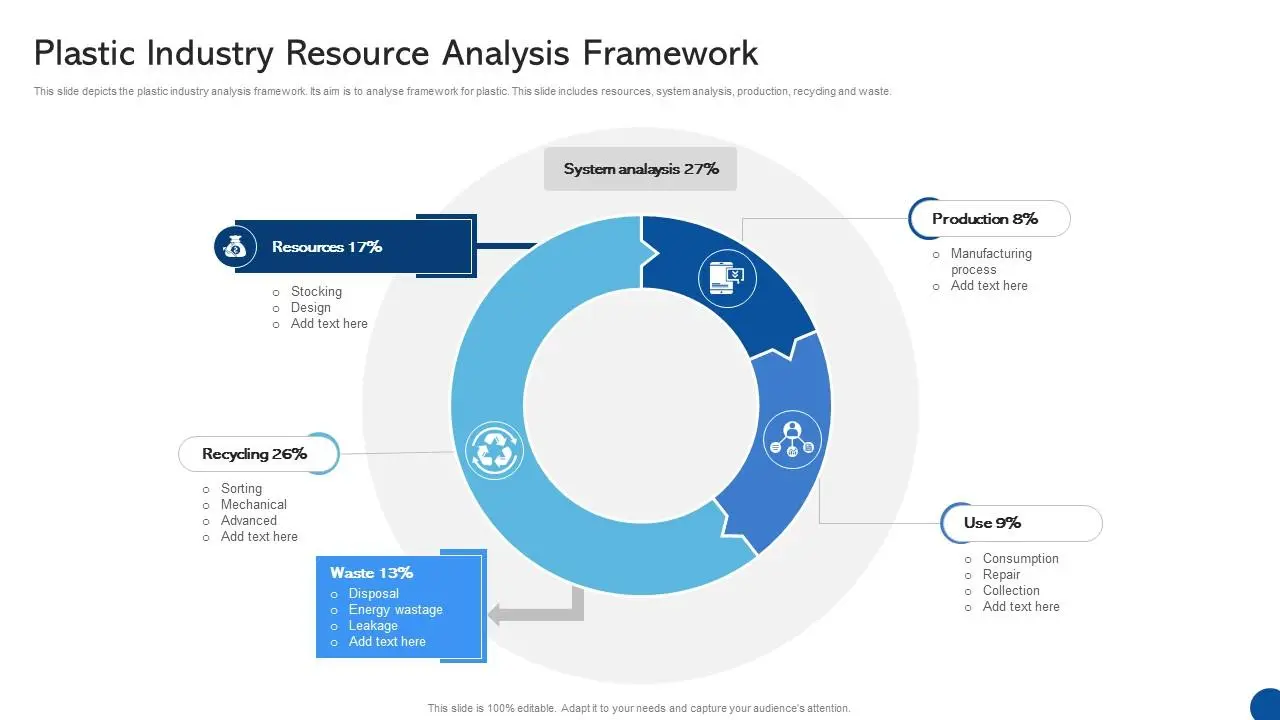 Plastic Industry Resource Analysis Framework
This slide depicts the plastic industry analysis framework. Its aim is to analyse framework for plastic. This slide includes resources, system analysis, production, recycling and waste.
System analaysis 27%
Resources 17%
o Stocking
o Design
o Add text here
Production 8%
o Manufacturing
process
o Add text here
Recycling 26%
o Sorting
o Mechanical
o Advanced
o Add text here
Use 9%
o Consumption
o Repair
o Collection
o Add text here
Waste 13%
o Disposal
o Energy wastage
o Leakage
o Add text here
This slide is 100% editable. Adapt it to your needs and capture your audience's attention.